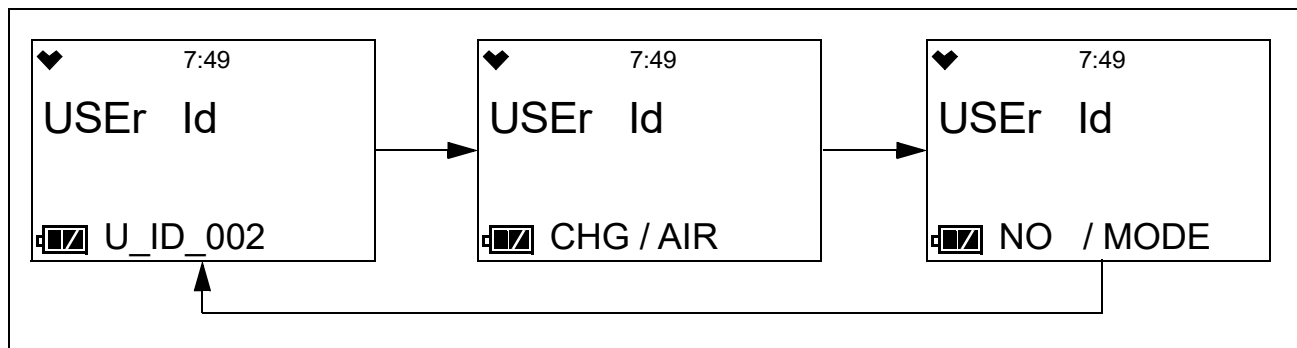 7:49
USEr Id
U_ID_002
7:49
USEr Id
CHG / AIR
7:49
USEr Id
NO / MODE